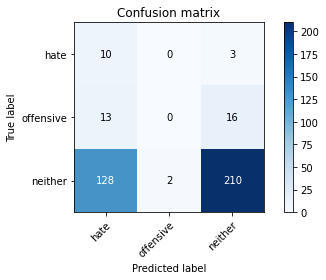 Confusion matrix
True label
hate
offensive
neither
10 0 3
13 0 16
128 2 210
hate
offensive
neither
Predicted label
200
175
150
125
100
75
50
25
0